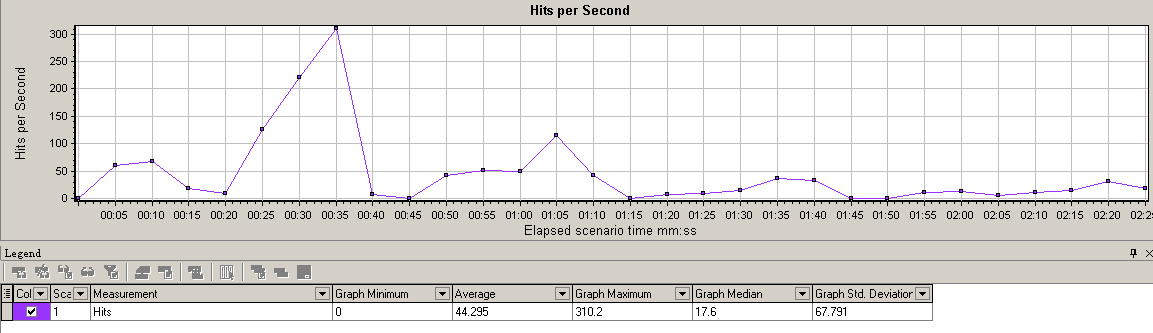 Hits per Second
Hits per Second
300
250
200
150
100
50
0
00:05 00:10 00:15 00:20 00:25 00:30 00:35 00:40 00:45 00:50 00:55 01:00 01:05 01:10 01:15 01:20 01:25 01:30 01:35 01:40 01:45 01:50 01:55 02:00 02:05 02:10 02:15 02:20 02:2
Elapsed scenario time mm:ss
Legend
Col Sca Measurement Graph Minimum Average Graph Maximum Graph Median Graph Std. Deviation
1 Hits 0 44.295 310.2 17.6 67.791